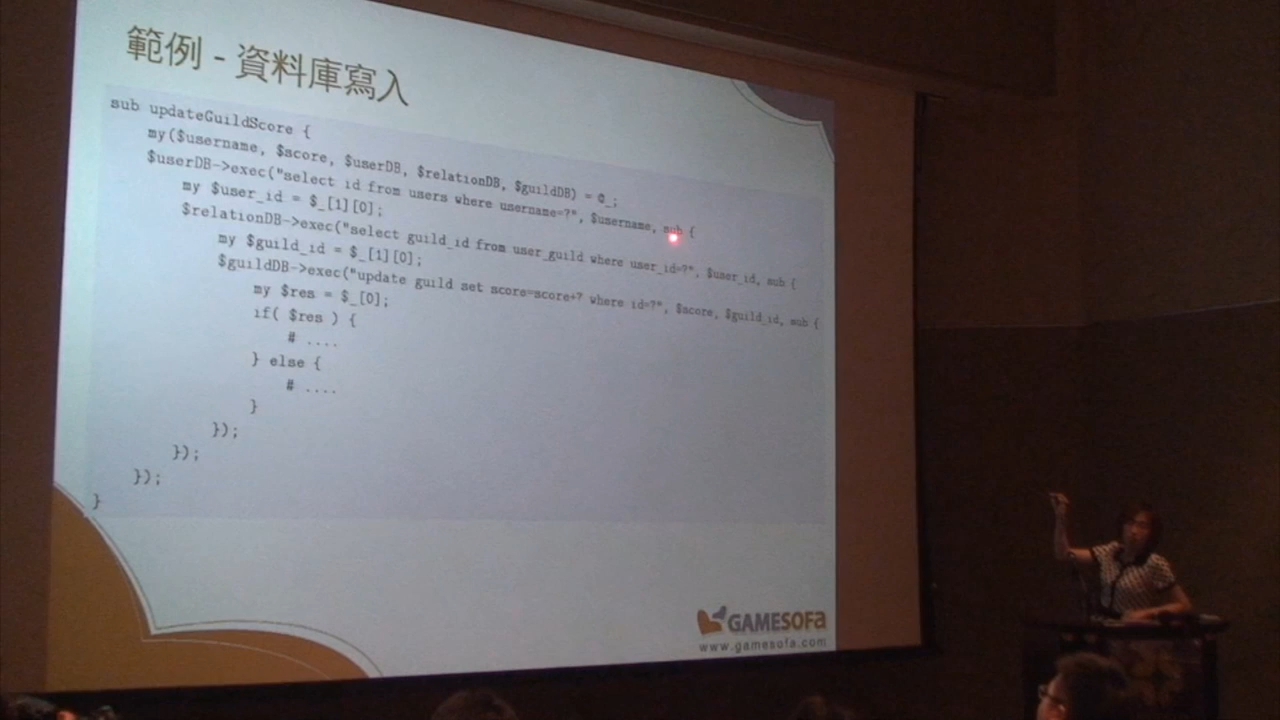 範例 - 資料庫寫入
sub updateGuildScore {
my($username, $score, $userDB, $relationDB, $guildDB) = @_;
$userDB->exec("select id from users where username=?", $username, sub {
my $user_id = $_[1][0];
$relationDB->exec("select guild_id from user_guild where user_id=?", $user_id, sub {
my $guild_id = $_[1][0];
$guildDB->exec("update guild set score=score+? where id=?", $score, $guild_id, sub {
my $res = $_[0];
if( $res ) {
# ....
} else {
# ....
}
});
});
});
}
GAMESOFA
www.gamesofa.com